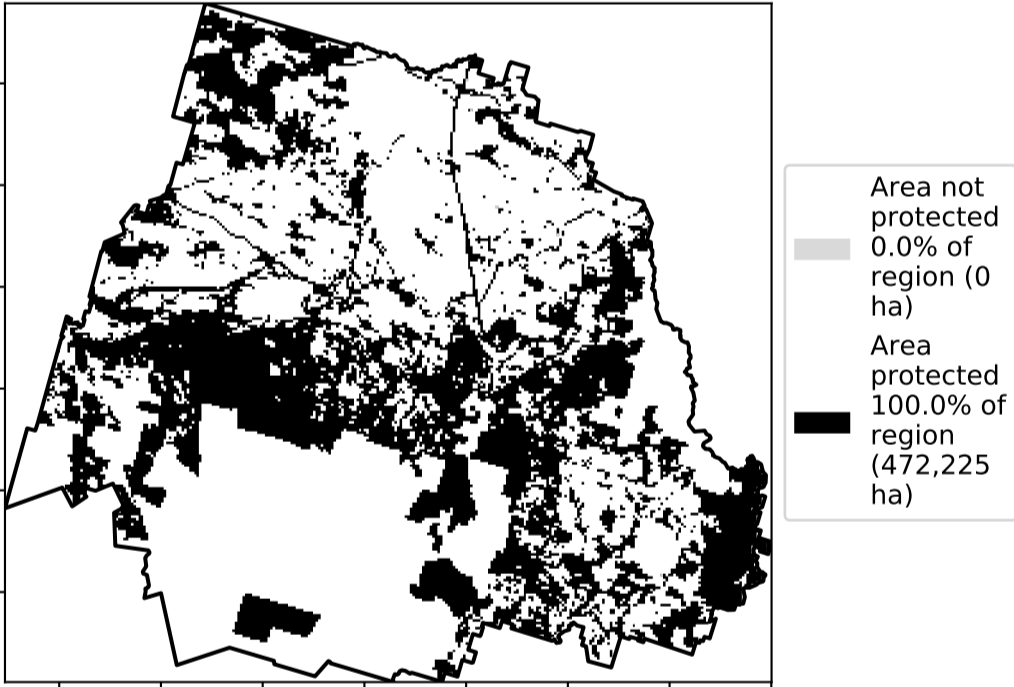 Area not
protected
0.0% of
region (0
ha)
Area
protected
100.0% of
region
(472,225
ha)